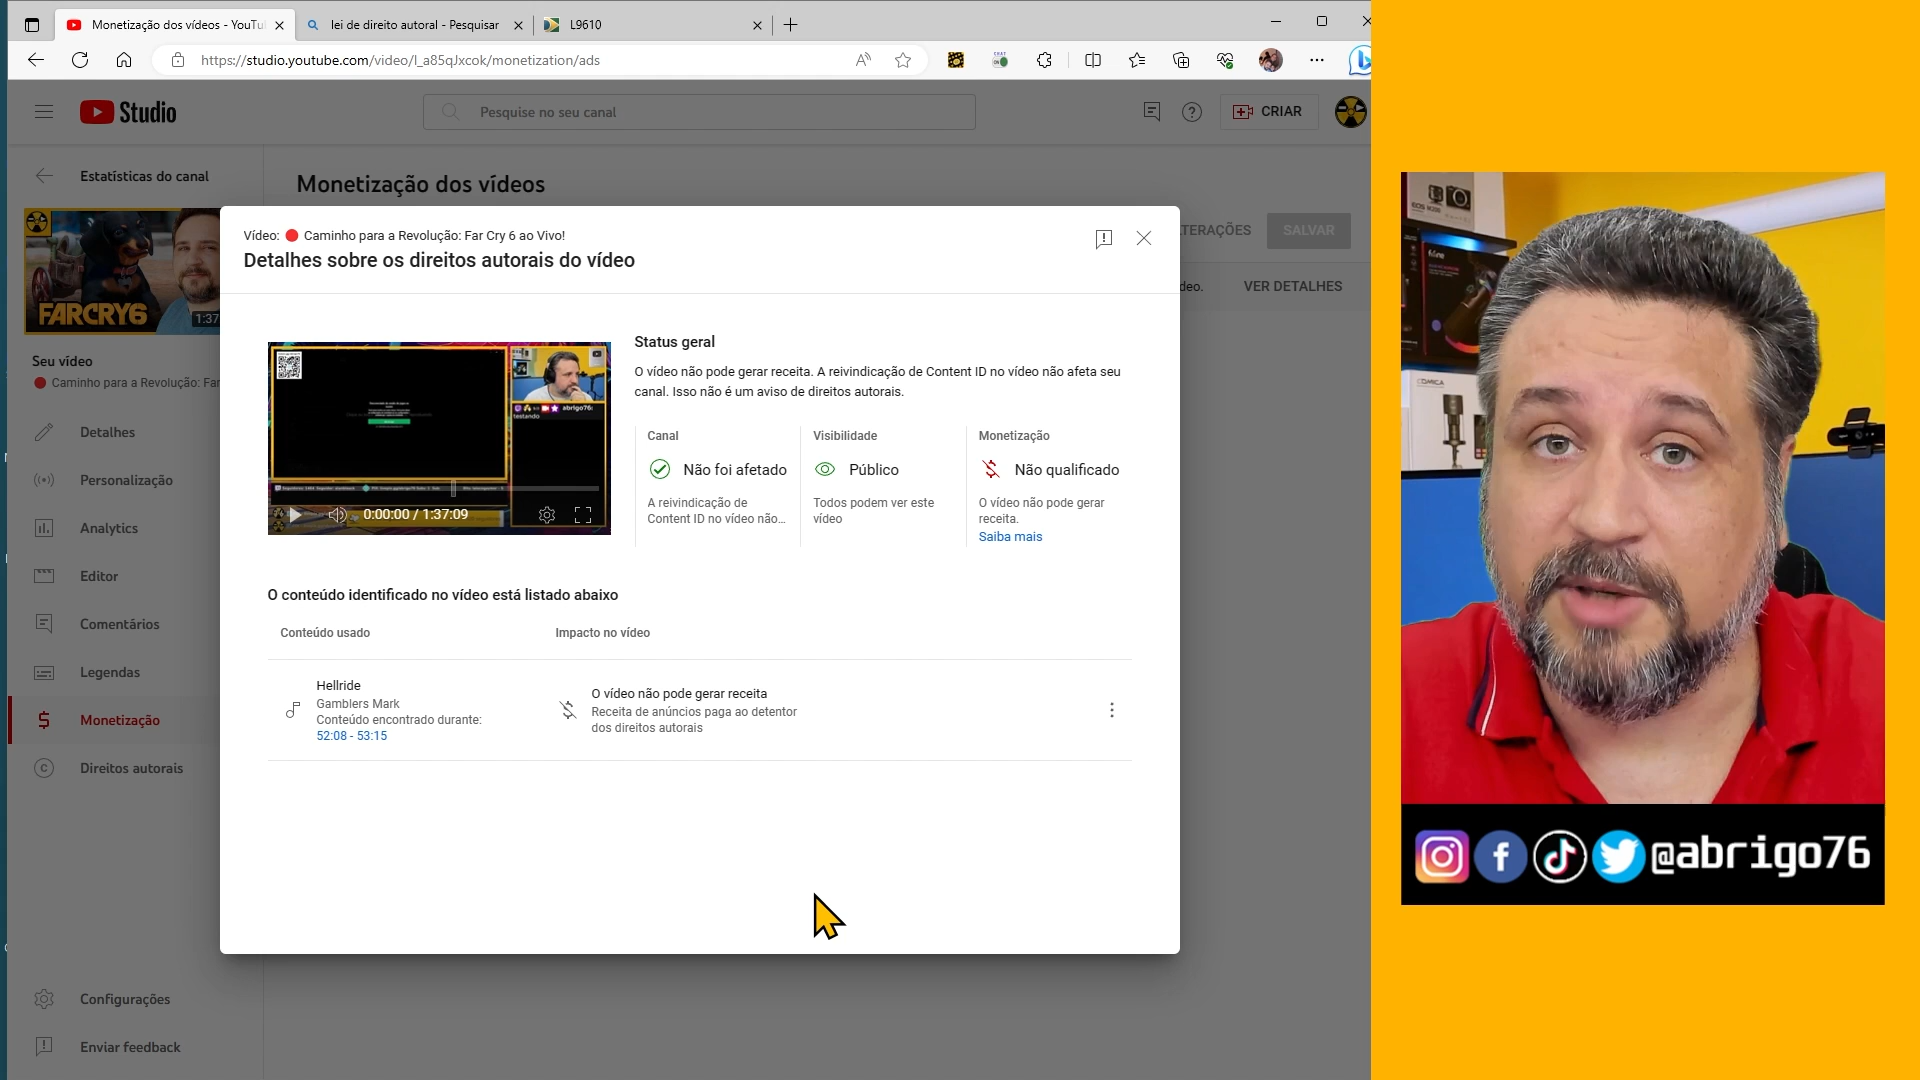 Monetização dos vídeos - YouTu
lei de direito autoral - Pesquisar
L9610
https://studio.youtube.com/video/l_a85qJxcok/monetization/ads
Studio
Pesquise no seu canal
CRIAR
Estatísticas do canal
Monetização dos vídeos
TERAÇÕES
SALVAR
Vídeo: 🔴 Caminho para a Revolução: Far Cry 6 ao Vivo!
Detalhes sobre os direitos autorais do vídeo
deo.
VER DETALHES
FARCRY6
1:37
Seu vídeo
Caminho para a Revolução: Far
Detalhes
Personalização
Analytics
Editor
Comentários
Legendas
Monetização
Direitos autorais
Configurações
Enviar feedback
abrigo76:
testando
0:00:00 / 1:37:09
Status geral
O vídeo não pode gerar receita. A reivindicação de Content ID no vídeo não afeta seu
canal. Isso não é um aviso de direitos autorais.
Canal
Não foi afetado
A reivindicação de
Content ID no vídeo não...
Visibilidade
Público
Todos podem ver este
vídeo
Monetização
Não qualificado
O vídeo não pode gerar
receita.
Saiba mais
O conteúdo identificado no vídeo está listado abaixo
Conteúdo usado
Impacto no vídeo
Hellride
Gamblers Mark
Conteúdo encontrado durante:
52:08 - 53:15
O vídeo não pode gerar receita
Receita de anúncios paga ao detentor
dos direitos autorais
COMICA
@abrigo76